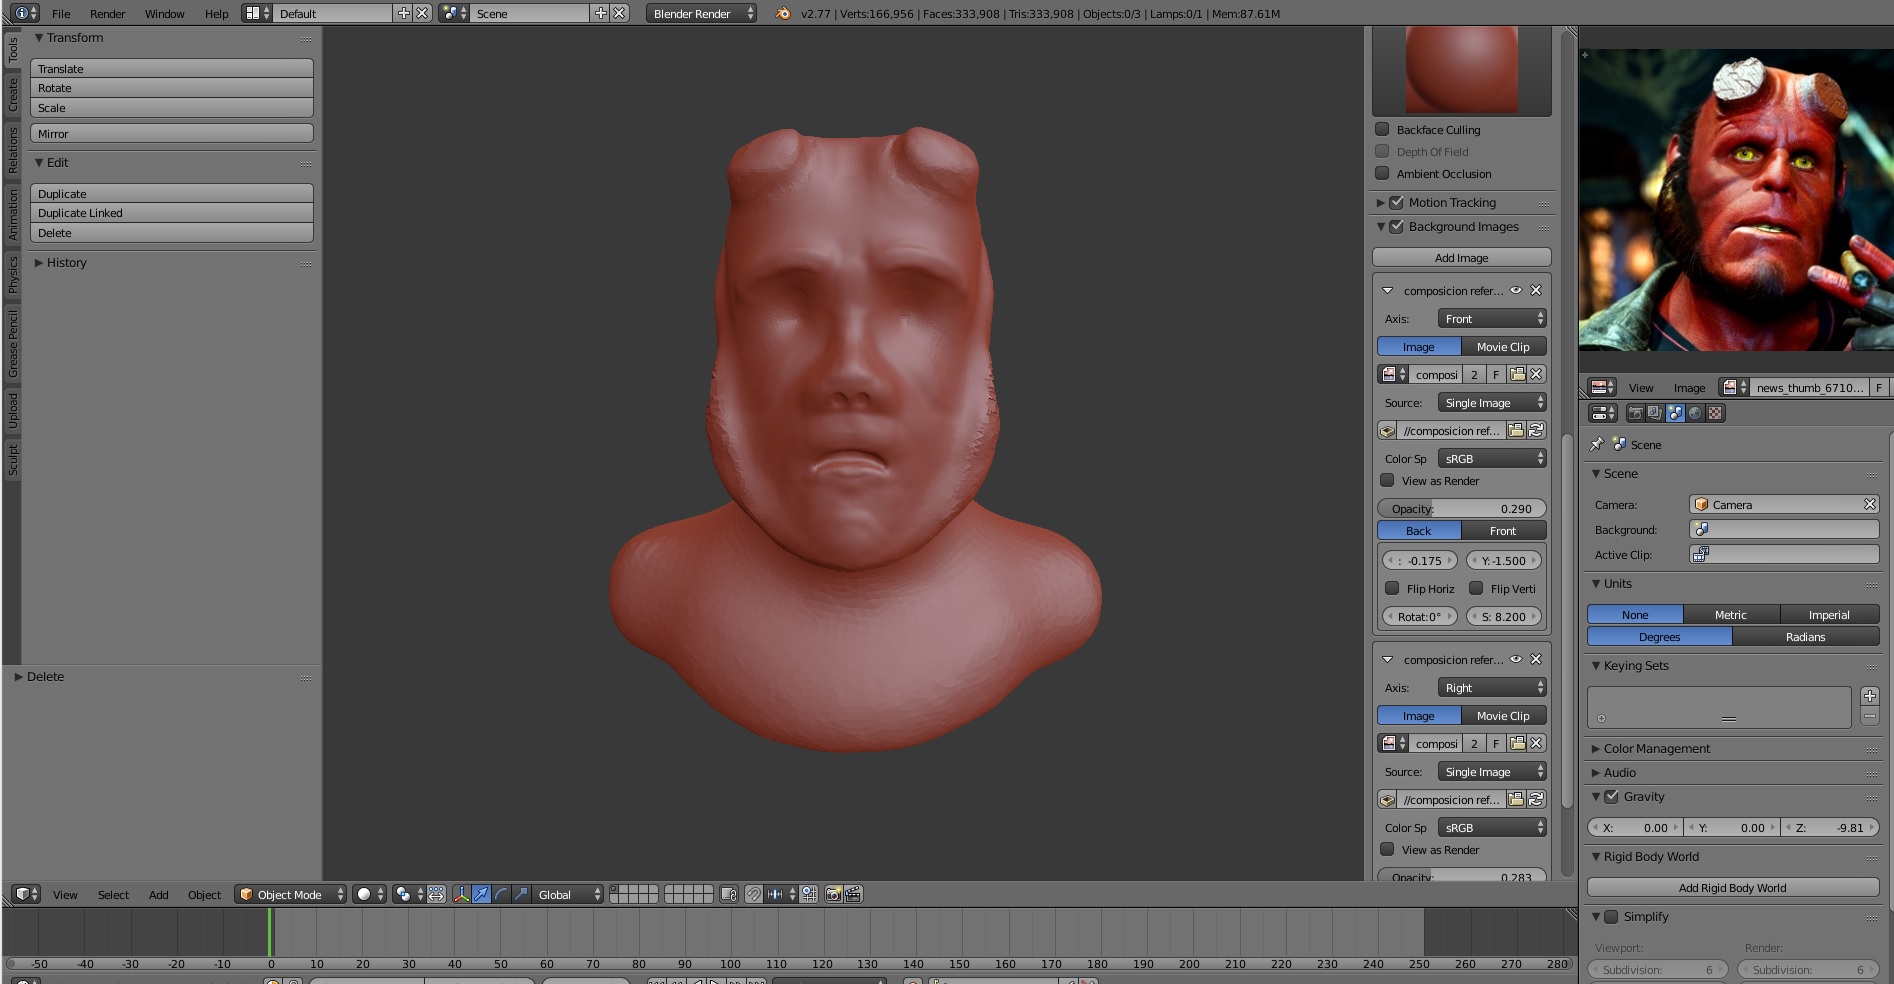 File Render Window Help Default Scene Blender Render v2.77 | Verts:166,956 | Faces:333,908 | Tris:333,908 | Objects:0/3 | Lamps:0/1 | Mem:87.61M
Tools
Create
Relations
Animation
Physics
Grease Pencil
Upload
Sculpt
Transform
Translate
Rotate
Scale
Mirror
Edit
Duplicate
Duplicate Linked
Delete
History
Delete
Backface Culling
Depth Of Field
Ambient Occlusion
Motion Tracking
Background Images
Add Image
composicion refer...
Axis: Front
Image Movie Clip
composi 2 F
Source: Single Image
//composicion ref...
Color Sp sRGB
View as Render
Opacity: 0.290
Back Front
: -0.175 Y:-1.500
Flip Horiz Flip Verti
Rotat:0° S: 8.200
composicion refer...
Axis: Right
Image Movie Clip
composi 2 F
Source: Single Image
//composicion ref...
Color Sp sRGB
View as Render
Opacity: 0.283
View Image news_thumb_6710... F
Scene
Scene
Camera: Camera
Background:
Active Clip:
Units
None Metric Imperial
Degrees Radians
Keying Sets
Color Management
Audio
Gravity
X: 0.00 Y: 0.00 Z: -9.81
Rigid Body World
Add Rigid Body World
Simplify
Viewport: Render:
Subdivision: 6 Subdivision: 6
View Select Add Object Object Mode Global
-50 -40 -30 -20 -10 0 10 20 30 40 50 60 70 80 90 100 110 120 130 140 150 160 170 180 190 200 210 220 230 240 250 260 270 280